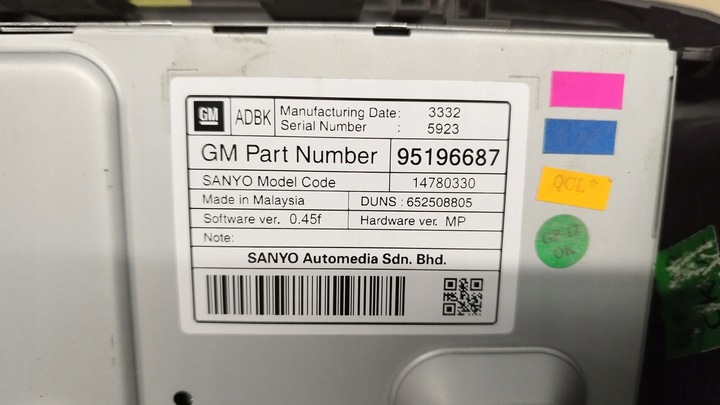 GM ADBK Manufacturing Date: 3332
Serial Number : 5923
GM Part Number 95196687
SANYO Model Code 14780330
Made in Malaysia DUNS : 652508805
Software ver. 0.45f Hardware ver. MP
Note:
SANYO Automedia Sdn. Bhd.
QCL*
OK